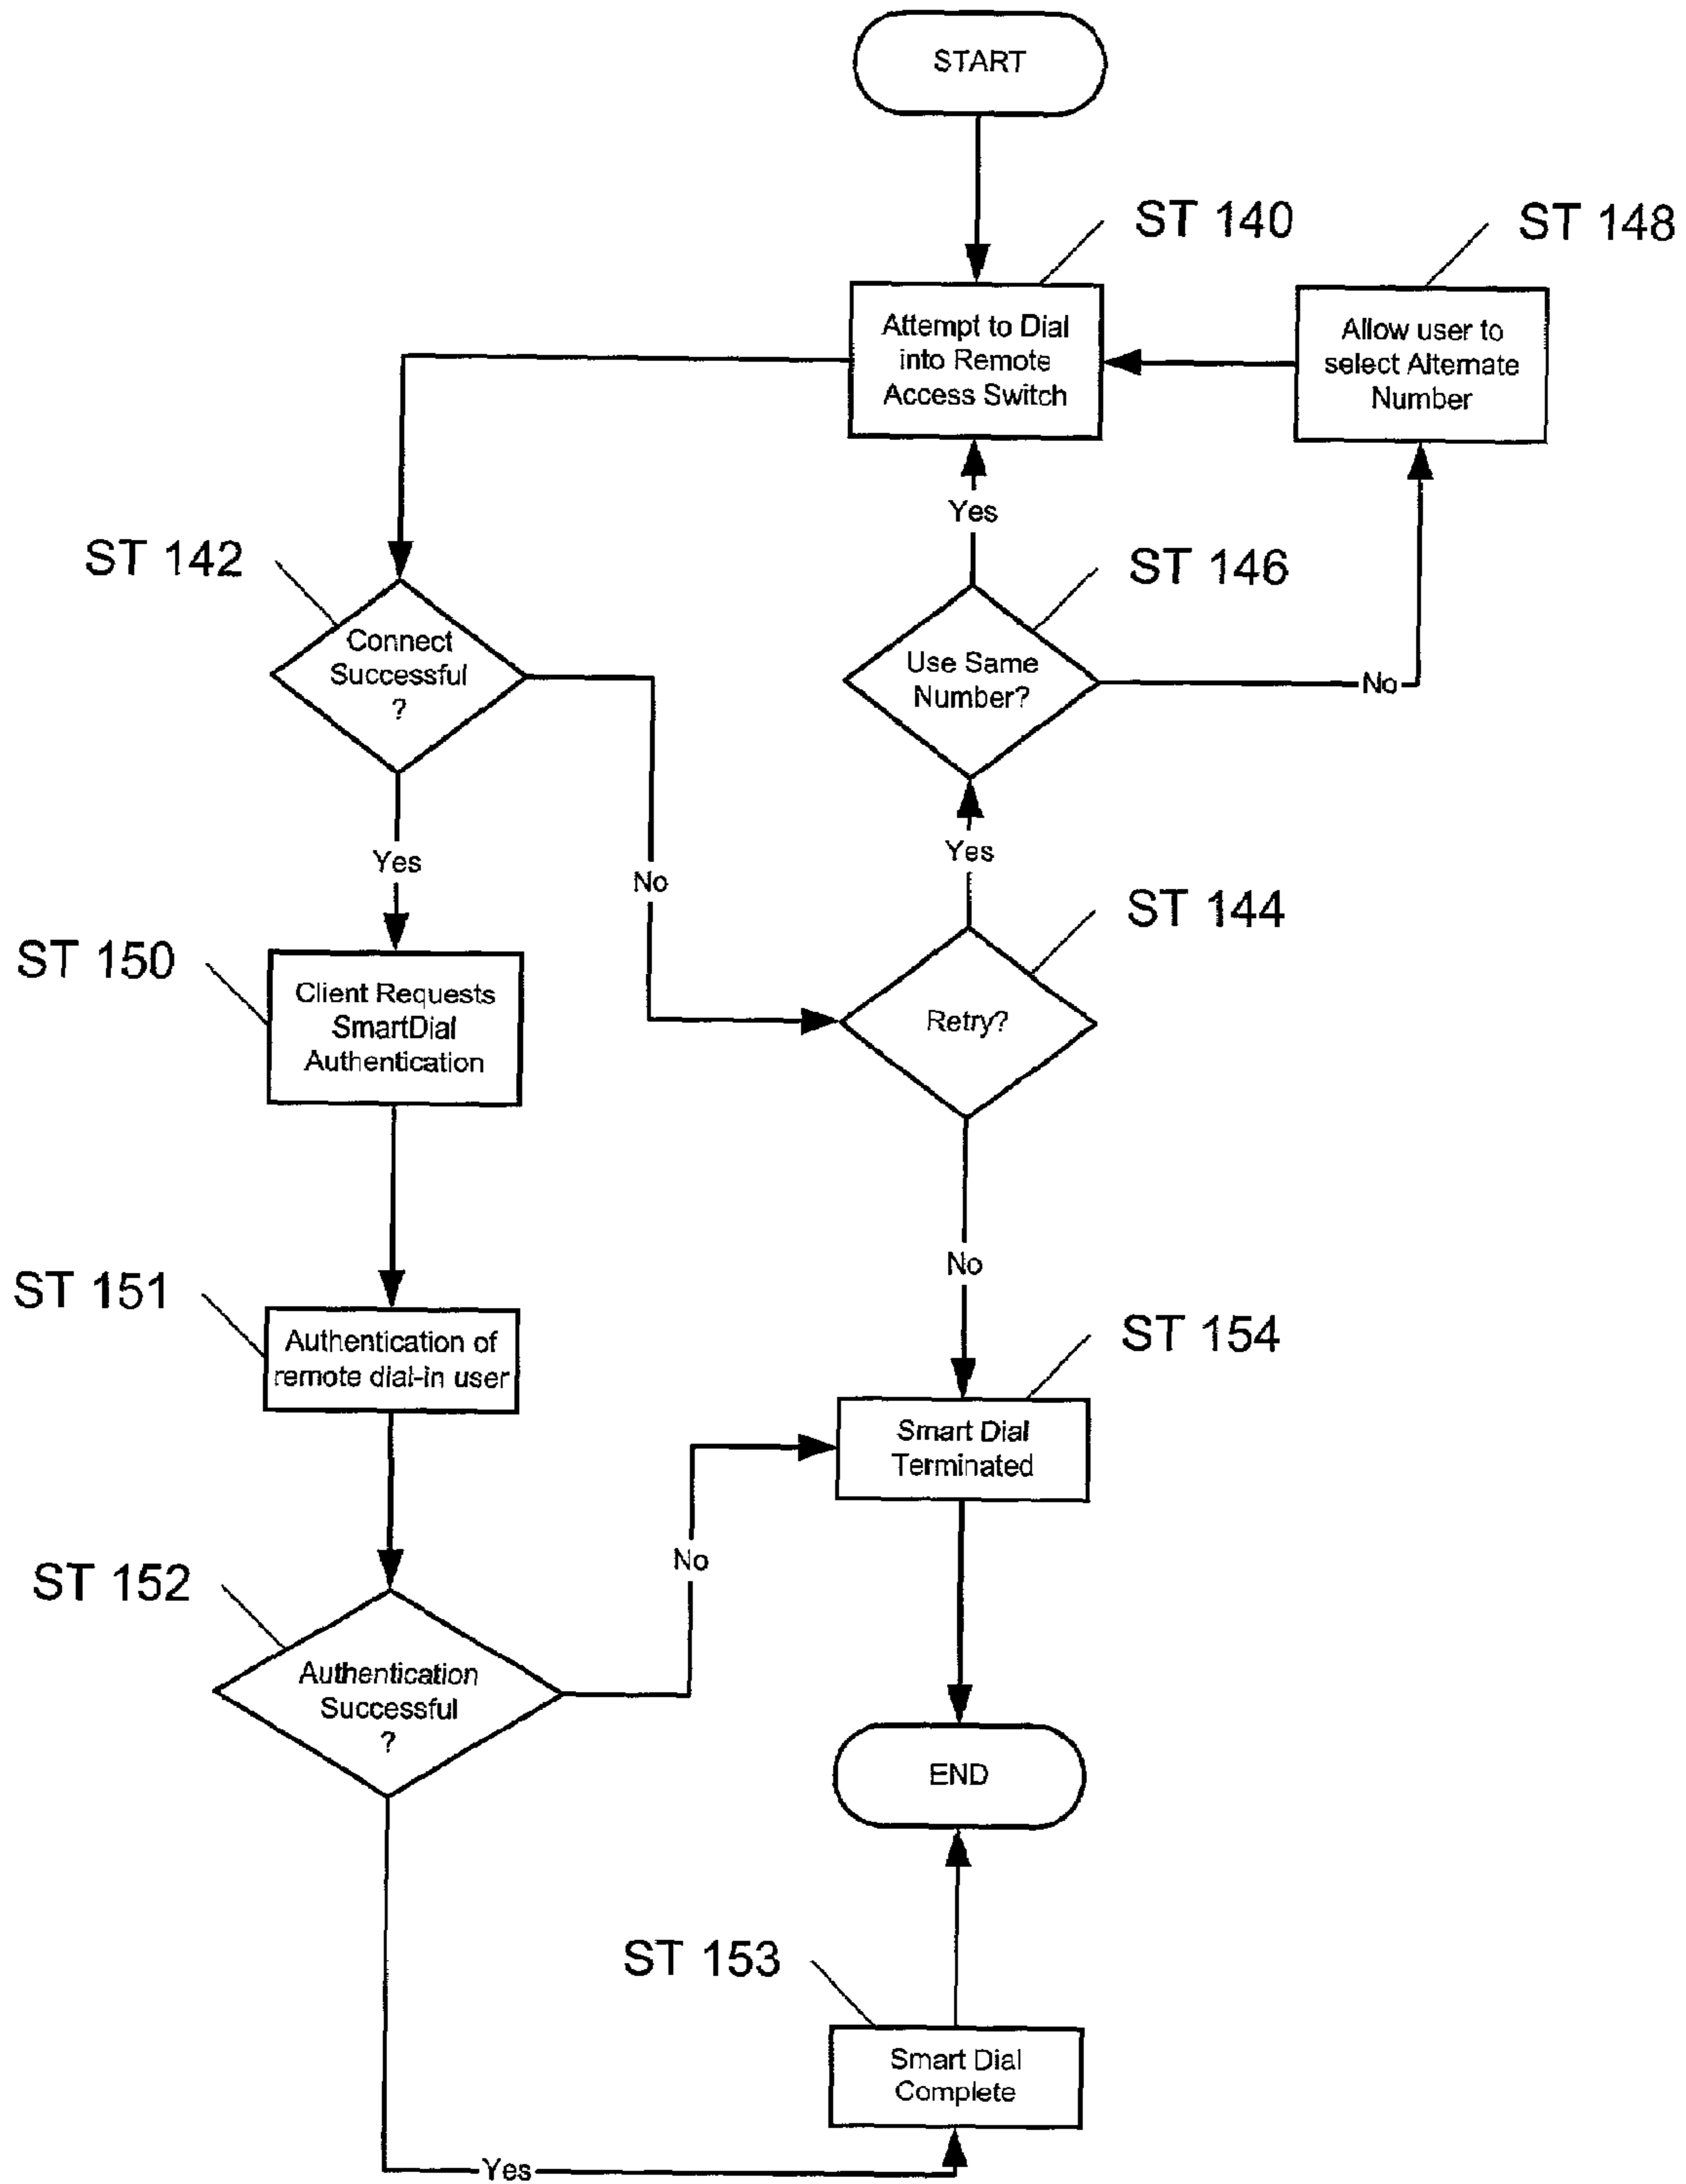 START
ST 140
ST 148
Attempt to Dial
into Remote
Access Switch
Allow user to
select Alternate
Number
Yes
ST 142
ST 146
Connect
Successful
?
Use Same
Number?
No
Yes
Yes
No
ST 144
ST 150
Client Requests
SmartDial
Authentication
Retry?
No
ST 151
Authentication of
remote dial-in user
ST 154
Smart Dial
Terminated
No
ST 152
Authentication
Successful
?
END
ST 153
Smart Dial
Complete
Yes